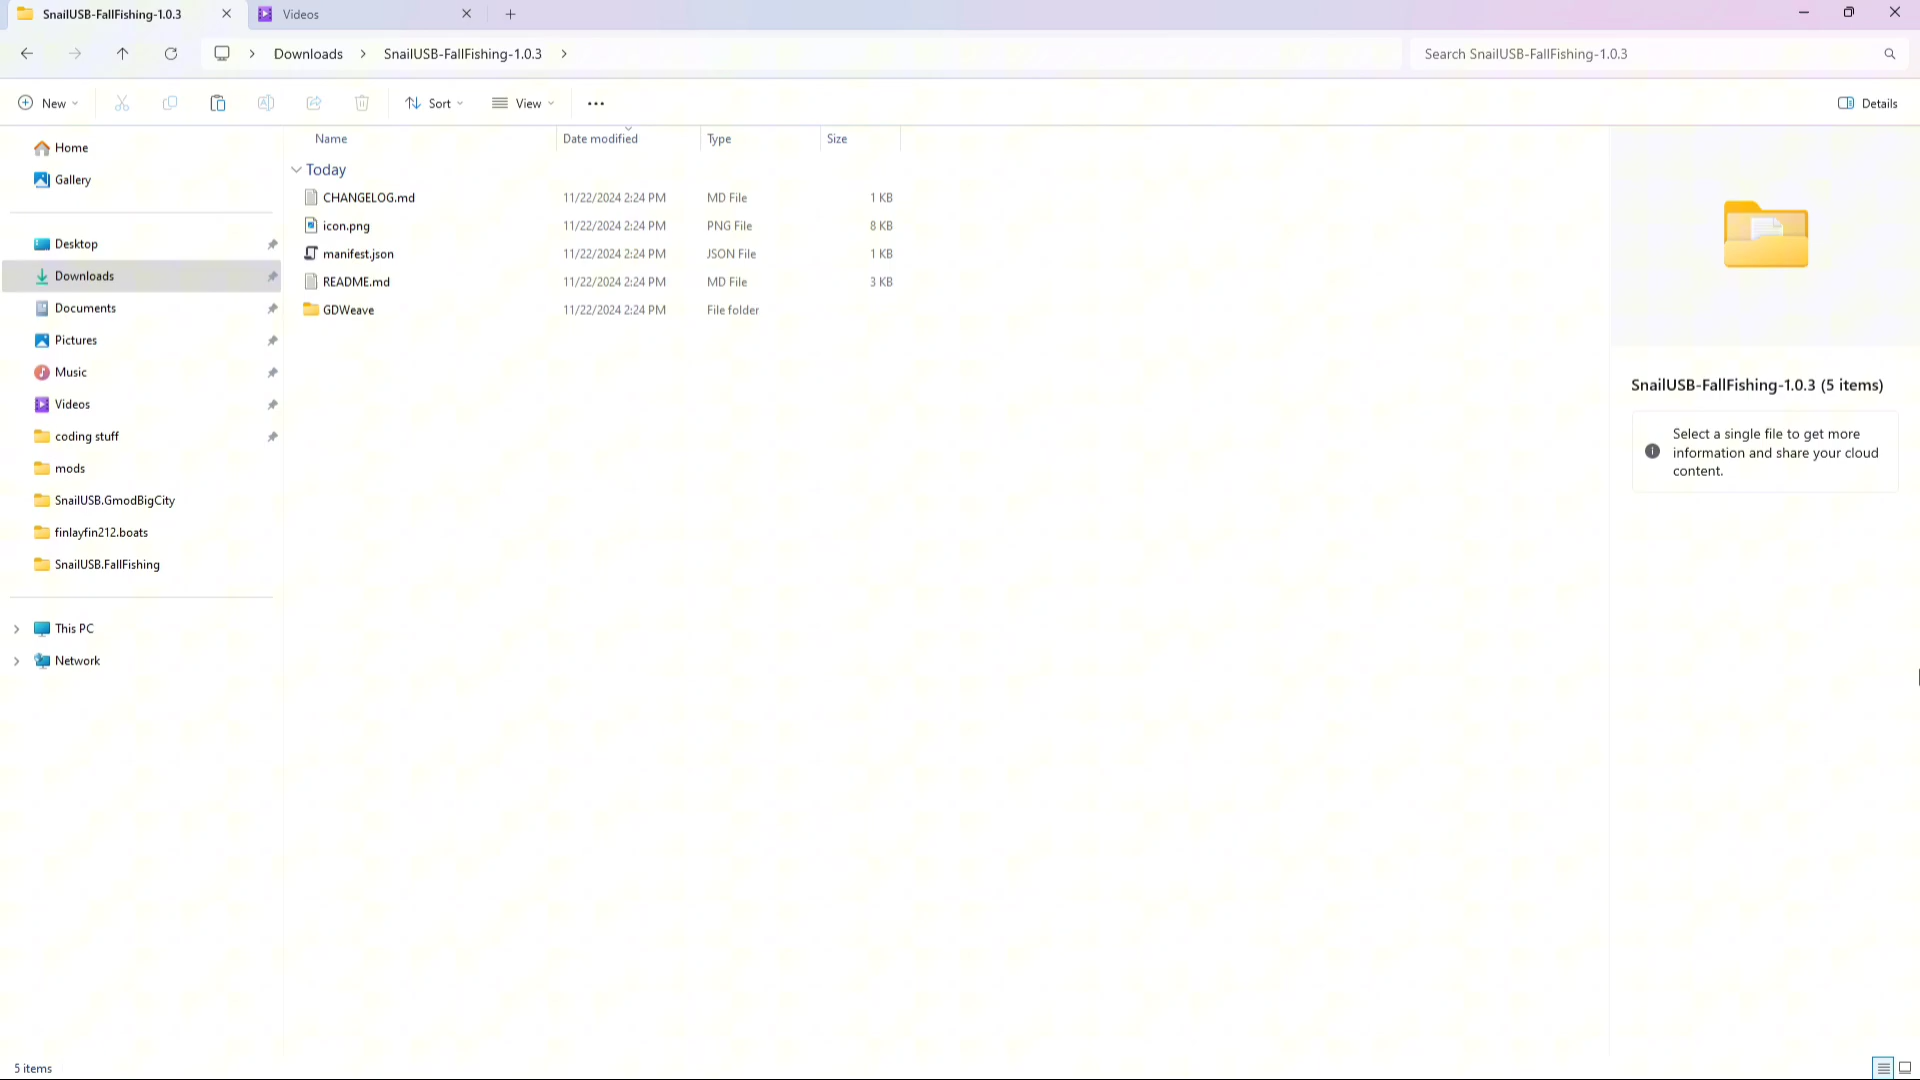 SnailUSB-FallFishing-1.0.3
Videos
Downloads
SnailUSB-FallFishing-1.0.3
Search SnailUSB-FallFishing-1.0.3
New
Sort
View
Details
Home
Gallery
Desktop
Downloads
Documents
Pictures
Music
Videos
coding stuff
mods
SnailUSB.GmodBigCity
finlayfin212.boats
SnailUSB.FallFishing
This PC
Network
Name Date modified Type Size
Today
CHANGELOG.md 11/22/2024 2:24 PM MD File 1 KB
icon.png 11/22/2024 2:24 PM PNG File 8 KB
manifest.json 11/22/2024 2:24 PM JSON File 1 KB
README.md 11/22/2024 2:24 PM MD File 3 KB
GDWeave 11/22/2024 2:24 PM File folder
SnailUSB-FallFishing-1.0.3 (5 items)
Select a single file to get more
information and share your cloud
content.
5 items